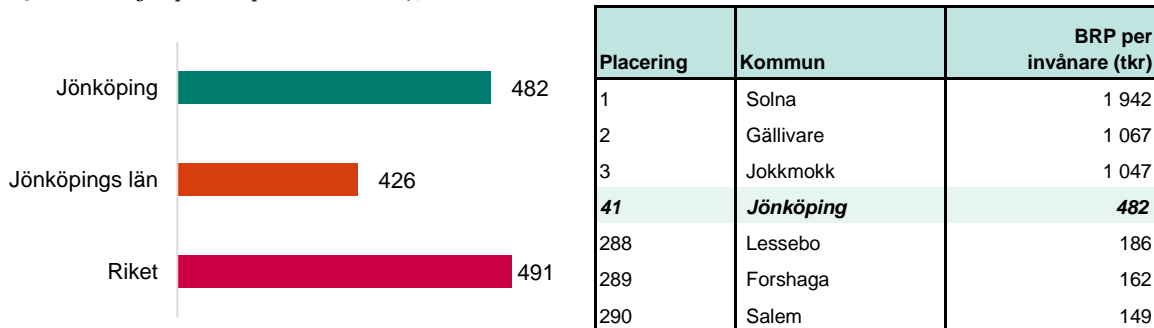 Jönköping 482
Jönköpings län 426
Riket 491
Placering Kommun BRP per invånare (tkr)
1 Solna 1 942
2 Gällivare 1 067
3 Jokkmokk 1 047
41 Jönköping 482
288 Lessebo 186
289 Forshaga 162
290 Salem 149